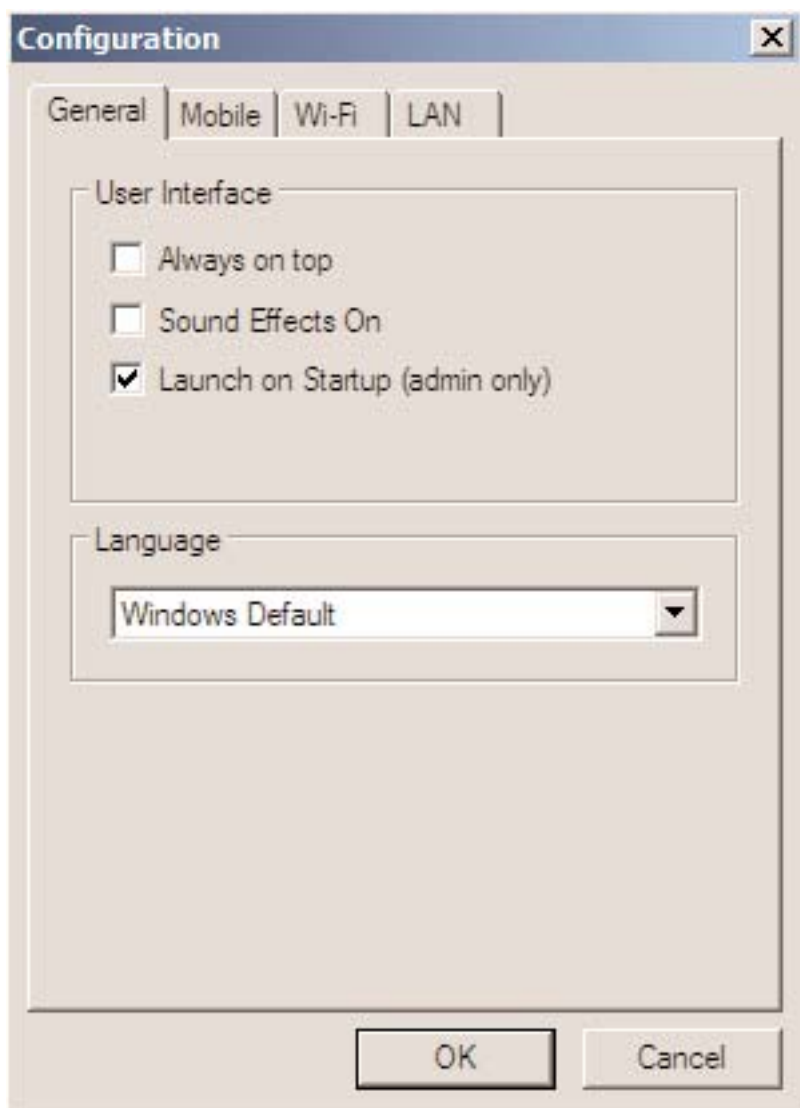 Configuration
General Mobile Wi-Fi LAN
User Interface
Always on top
Sound Effects On
Launch on Startup (admin only)
Language
Windows Default
OK Cancel